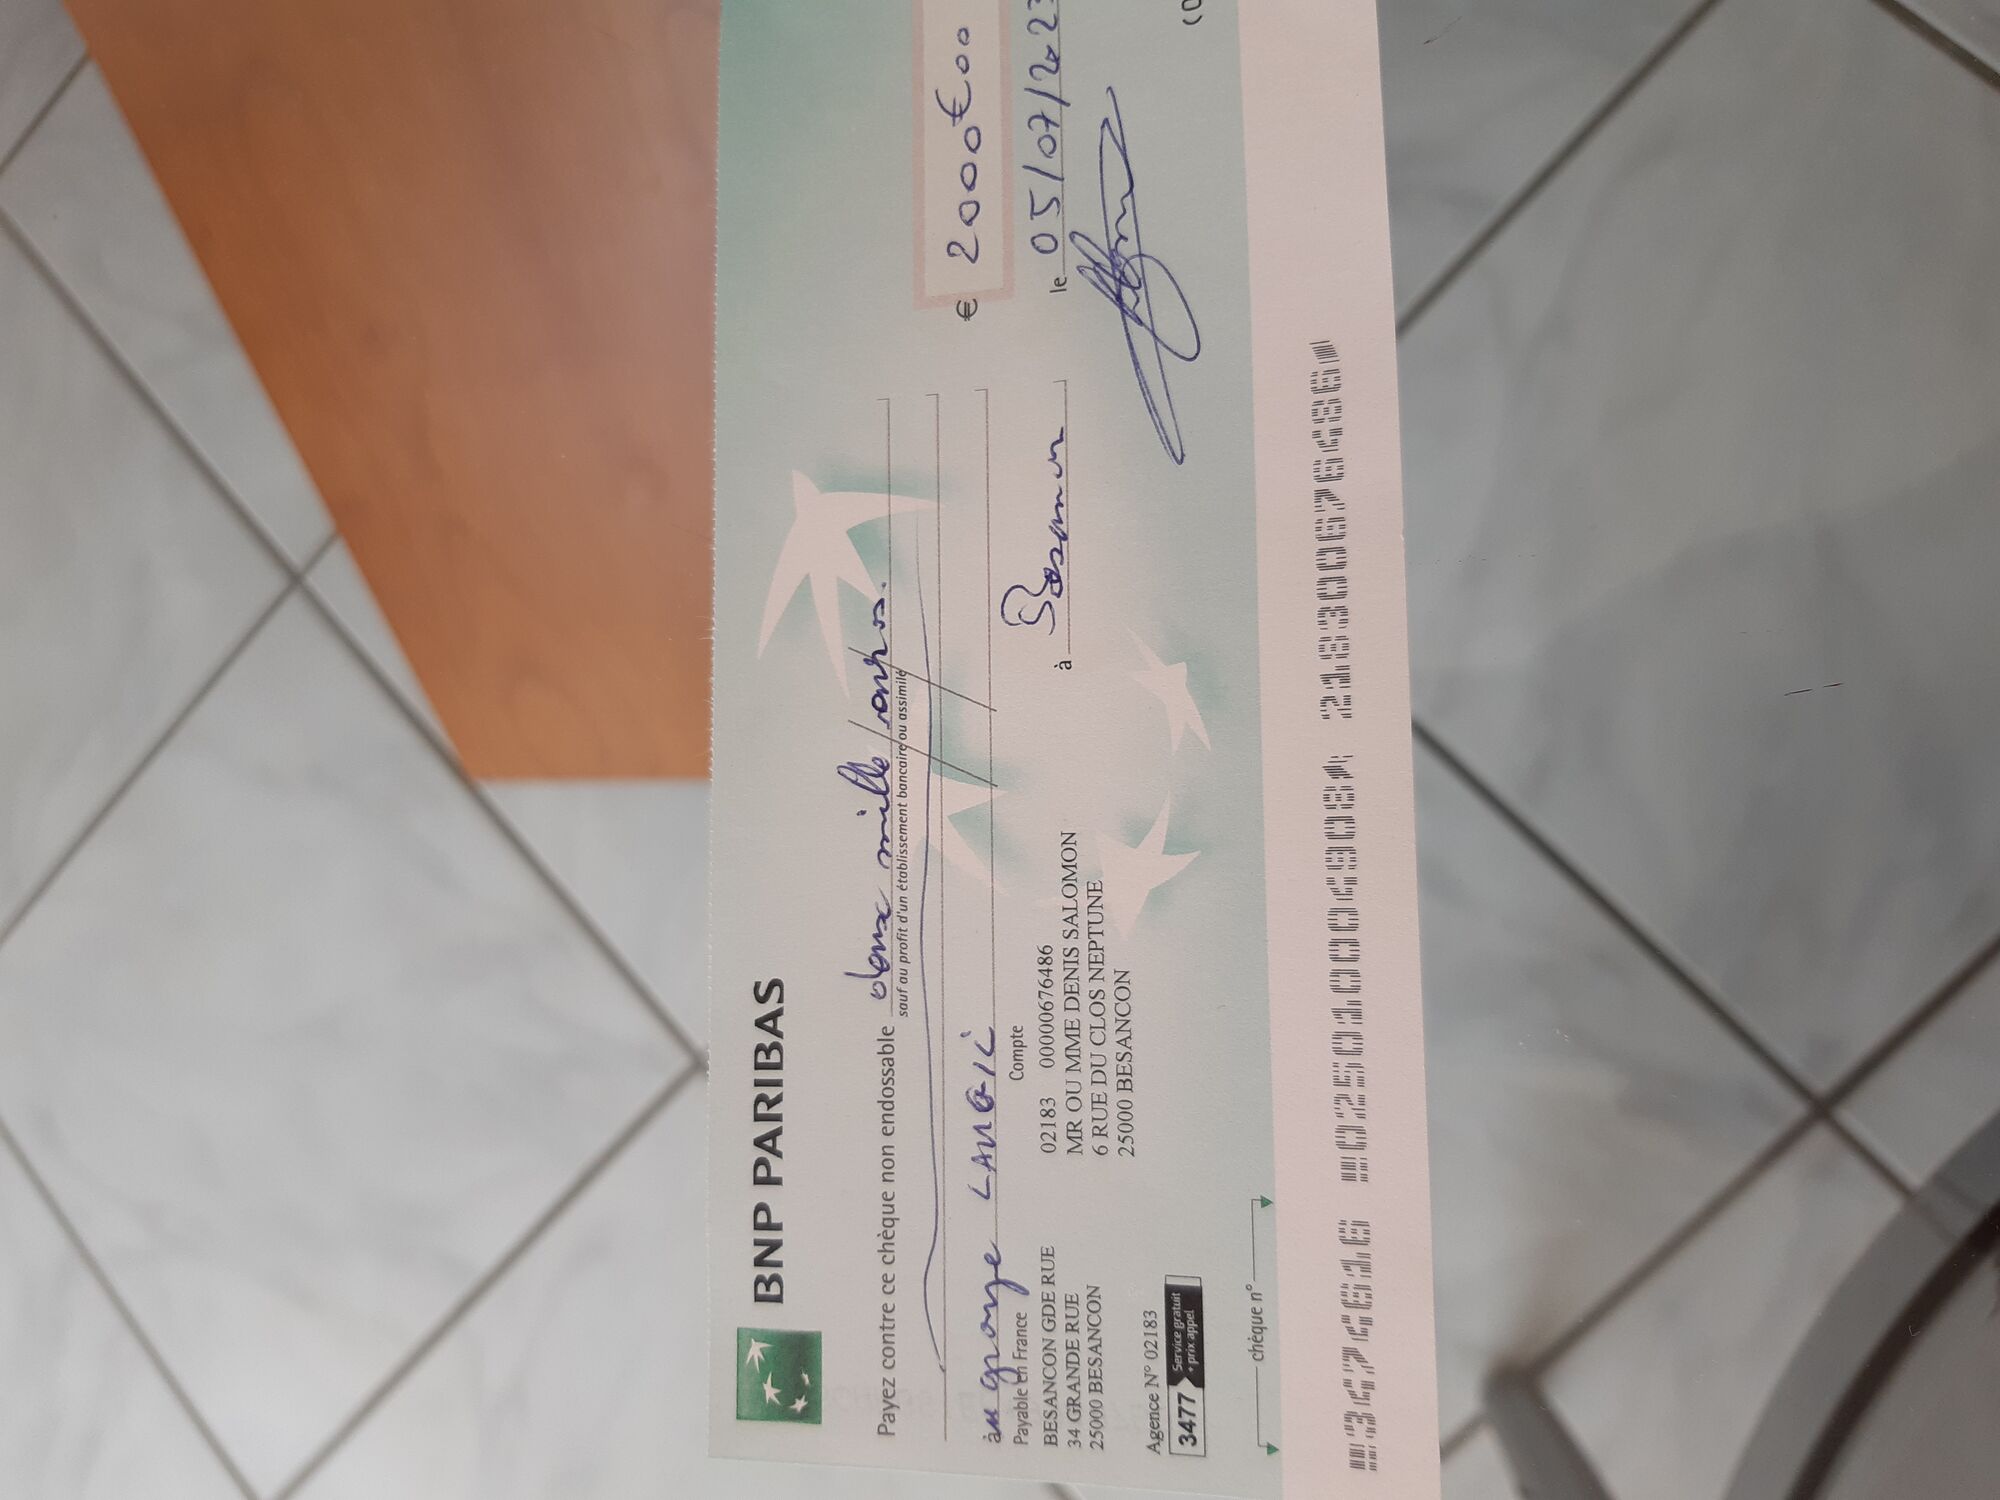 BNP PARIBAS
Payez contre ce chèque non endossable deux mille euros.
sauf au profit d'un établissement bancaire ou assimilé
€ 2000€00
à au garage LANGIL
Payable en France
Compte
à Besancon
le 05/07/2023
BESANCON GDE RUE
34 GRANDE RUE
25000 BESANCON
02183 00000676486
MR OU MME DENIS SALOMON
6 RUE DU CLOS NEPTUNE
25000 BESANCON
Agence N° 02183
3477 Service gratuit
+ prix appel
chèque n°
(0